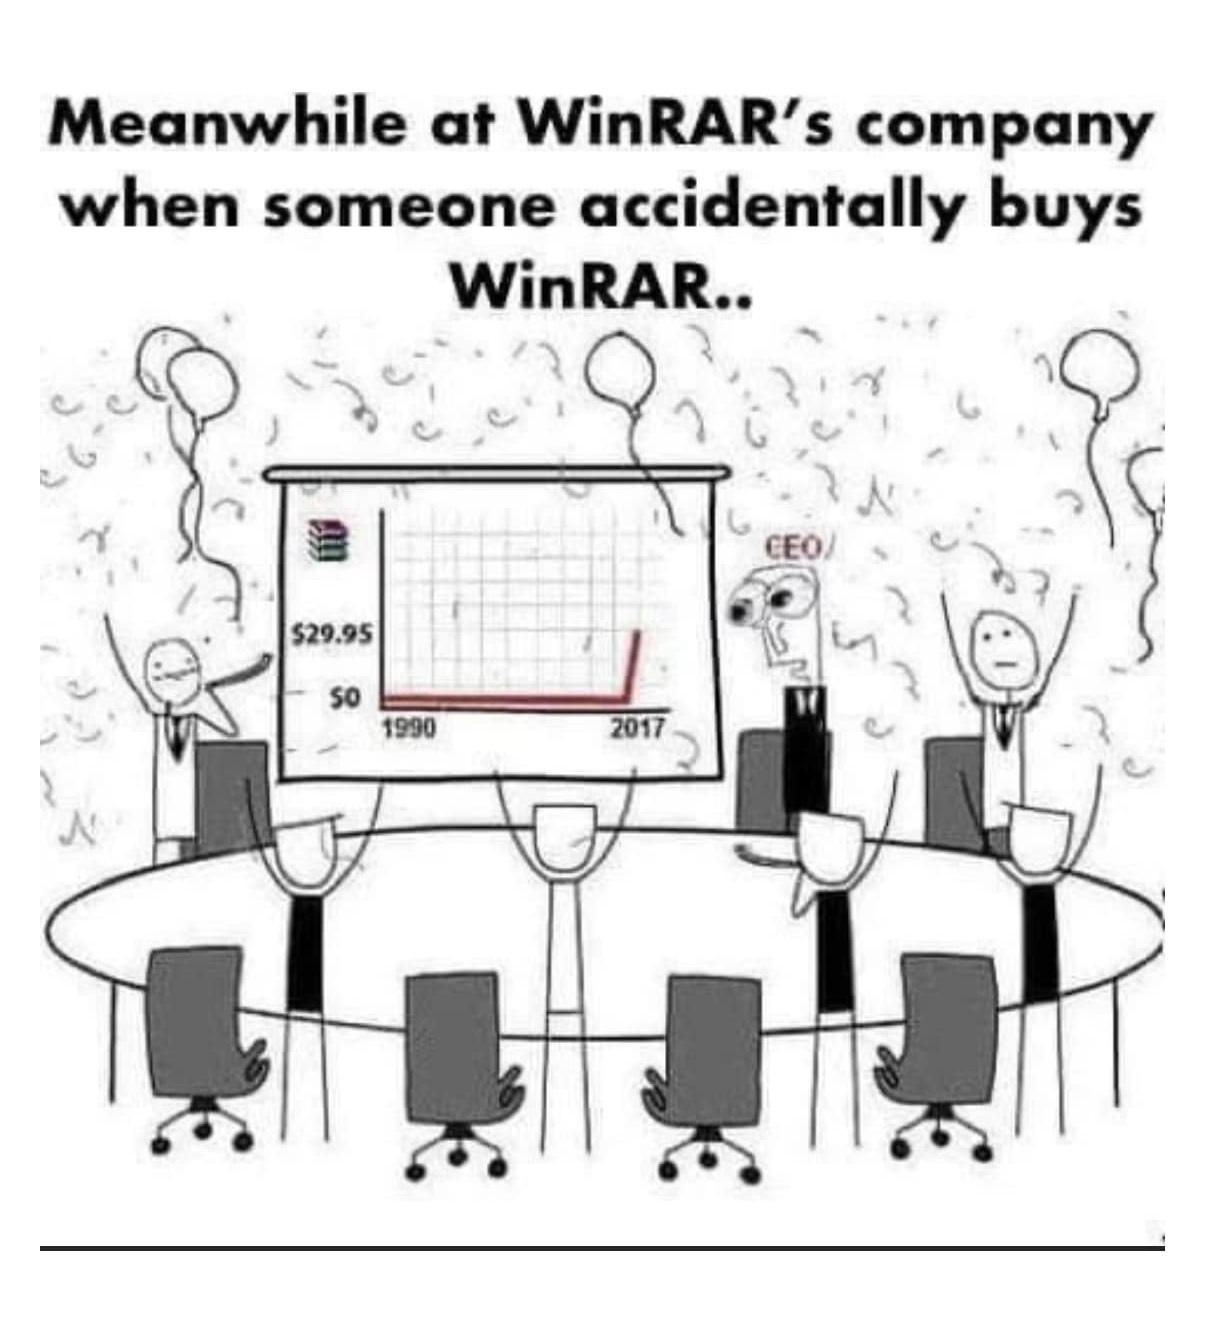 Meanwhile at WinRAR's company
when someone accidentally buys
WinRAR..
CEO/
$29.95
$0
1990 2017